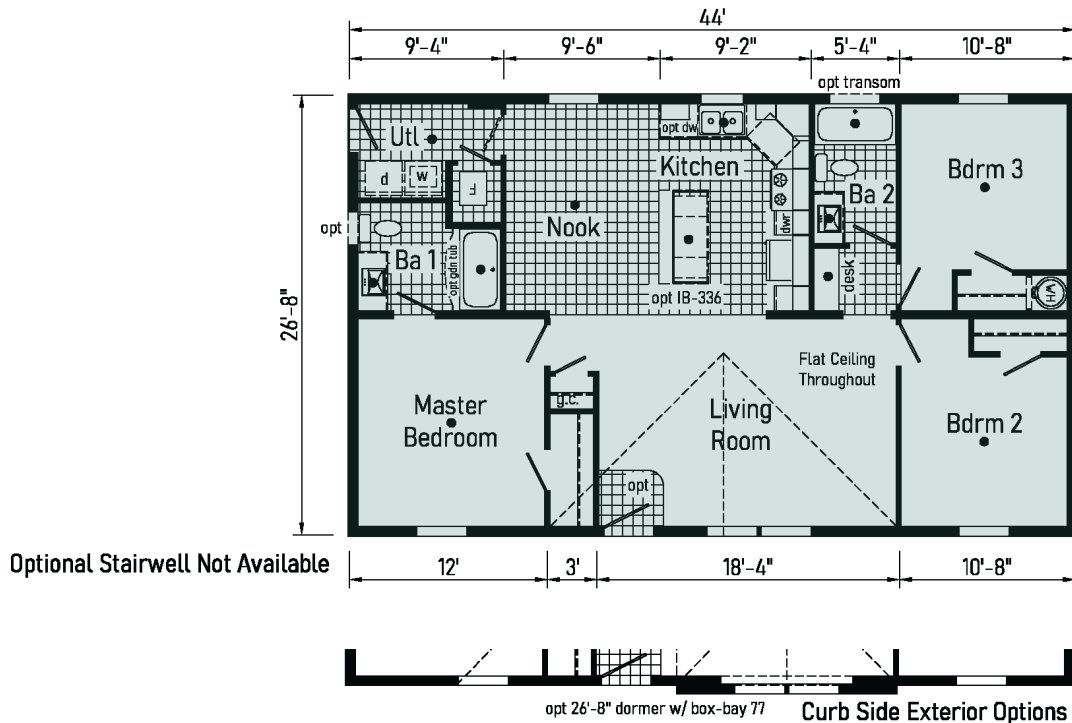 44'
9'-4" 9'-6" 9'-2" 5'-4" 10'-8"
opt transom
26'-8"
Utl
d
w
F
opt dw
Kitchen
dwr
Ba 2
Bdrm 3
Nook
opt
Ba 1
opt gdn tub
opt IB-336
desk
WH
Master
Bedroom
g.c.
Flat Ceiling
Throughout
Living
Room
opt
Bdrm 2
Optional Stairwell Not Available
12' 3' 18'-4" 10'-8"
opt 26'-8" dormer w/ box-bay 77
Curb Side Exterior Options